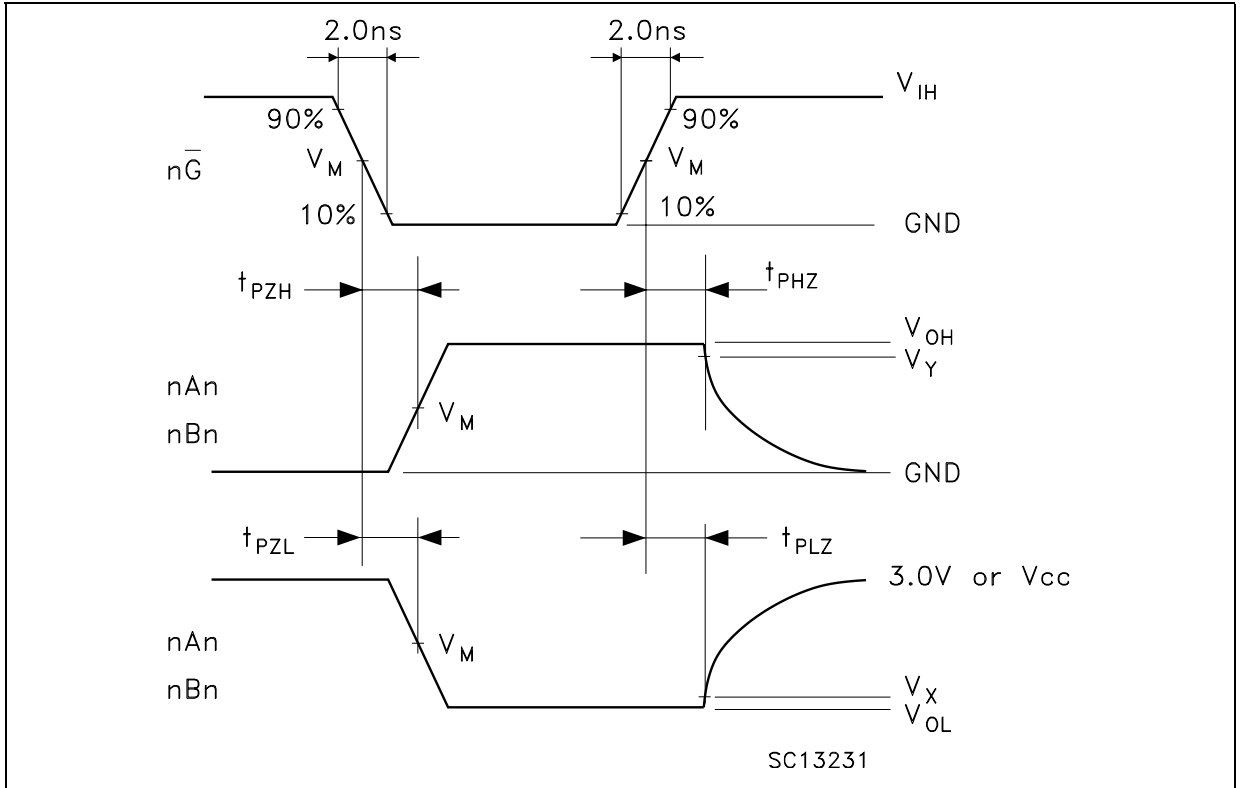 2.0ns 2.0ns
V_IH
90% 90%
nG̅ V_M V_M
10% 10%
GND
t_PZH t_PHZ
V_OH
V_Y
nAn
V_M
nBn
GND
t_PZL t_PLZ
3.0V or Vcc
nAn V_M
nBn V_X
V_OL
SC13231